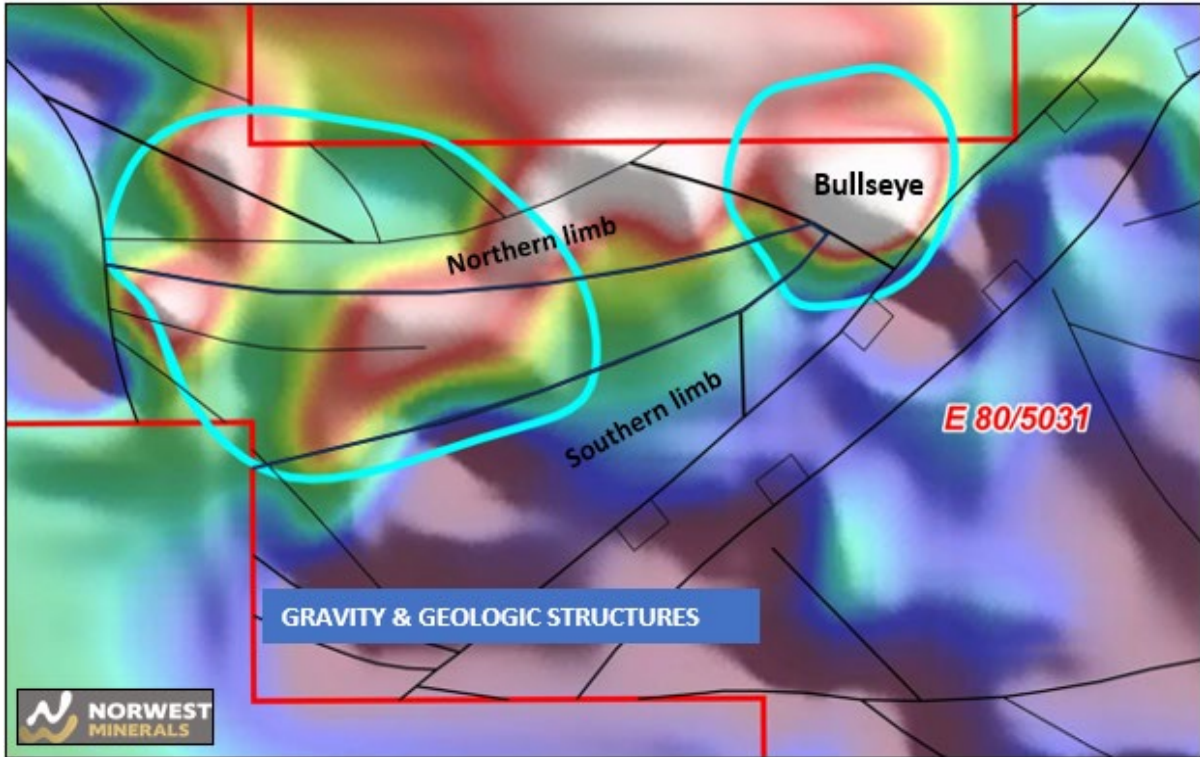 Bullseye
Northern limb
Southern limb
E 80/5031
GRAVITY & GEOLOGIC STRUCTURES
NORWEST
MINERALS